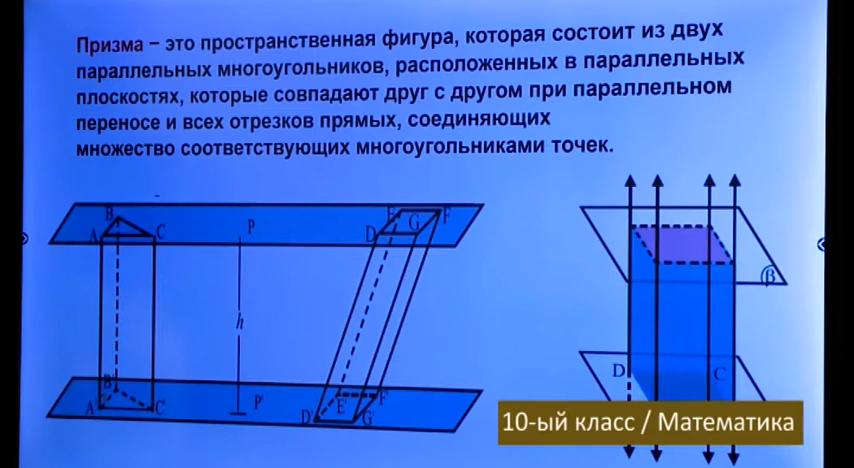 Призма – это пространственная фигура, которая состоит из двух
параллельных многоугольников, расположенных в параллельных
плоскостях, которые совпадают друг с другом при параллельном
переносе и всех отрезков прямых, соединяющих
множество соответствующих многоугольниками точек.
B
A
C
P
E
F
D
G
h
β
D
C
B'
A'
C'
P'
E'
F'
D'
G'
10-ый класс / Математика